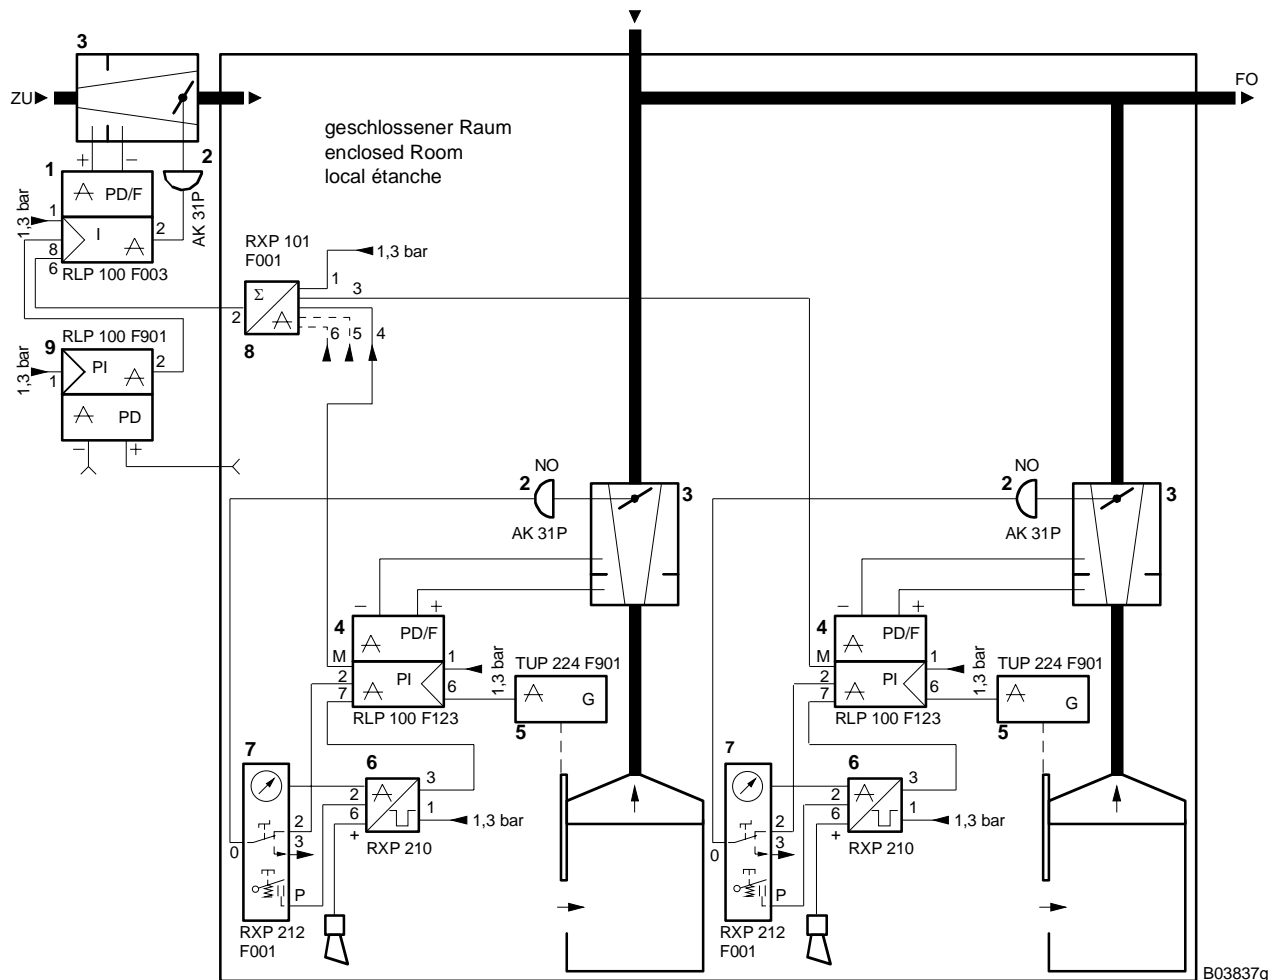 3
ZU
FO
geschlossener Raum
enclosed Room
local étanche
+
–
2
1
PD/F
AK 31P
1,3 bar
1
I
2
8
6
RLP 100 F003
RXP 101
F001
1,3 bar
1
3
Σ
2
6
5
4
8
RLP 100 F901
9
PI
2
1,3 bar
1
PD
–
+
NO
2
3
AK 31P
NO
2
3
AK 31P
–
+
4
PD/F
M
1
PI
2
7
6
1,3 bar
RLP 100 F123
TUP 224 F901
G
5
–
+
4
PD/F
M
1
PI
2
7
6
1,3 bar
RLP 100 F123
TUP 224 F901
G
5
7
6
3
2
1
6
1,3 bar
+
RXP 210
2
3
0
P
RXP 212
F001
7
6
3
2
1
6
1,3 bar
+
RXP 210
2
3
0
P
RXP 212
F001
B03837g